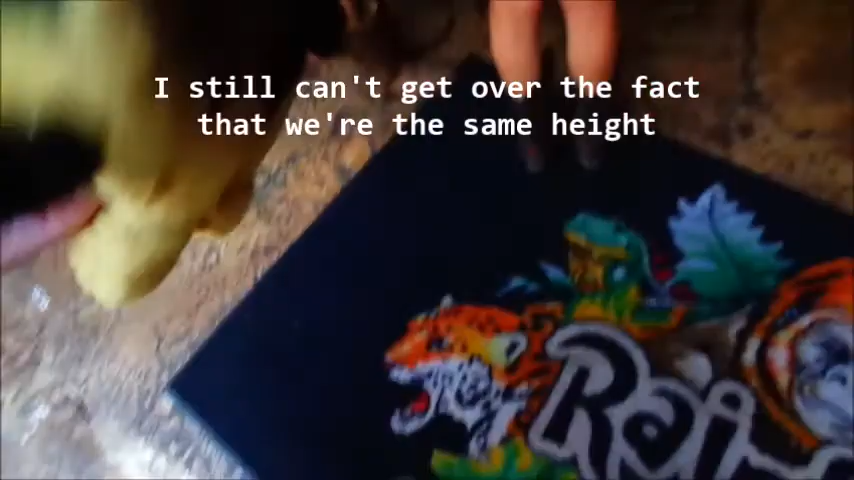 I still can't get over the fact
that we're the same height